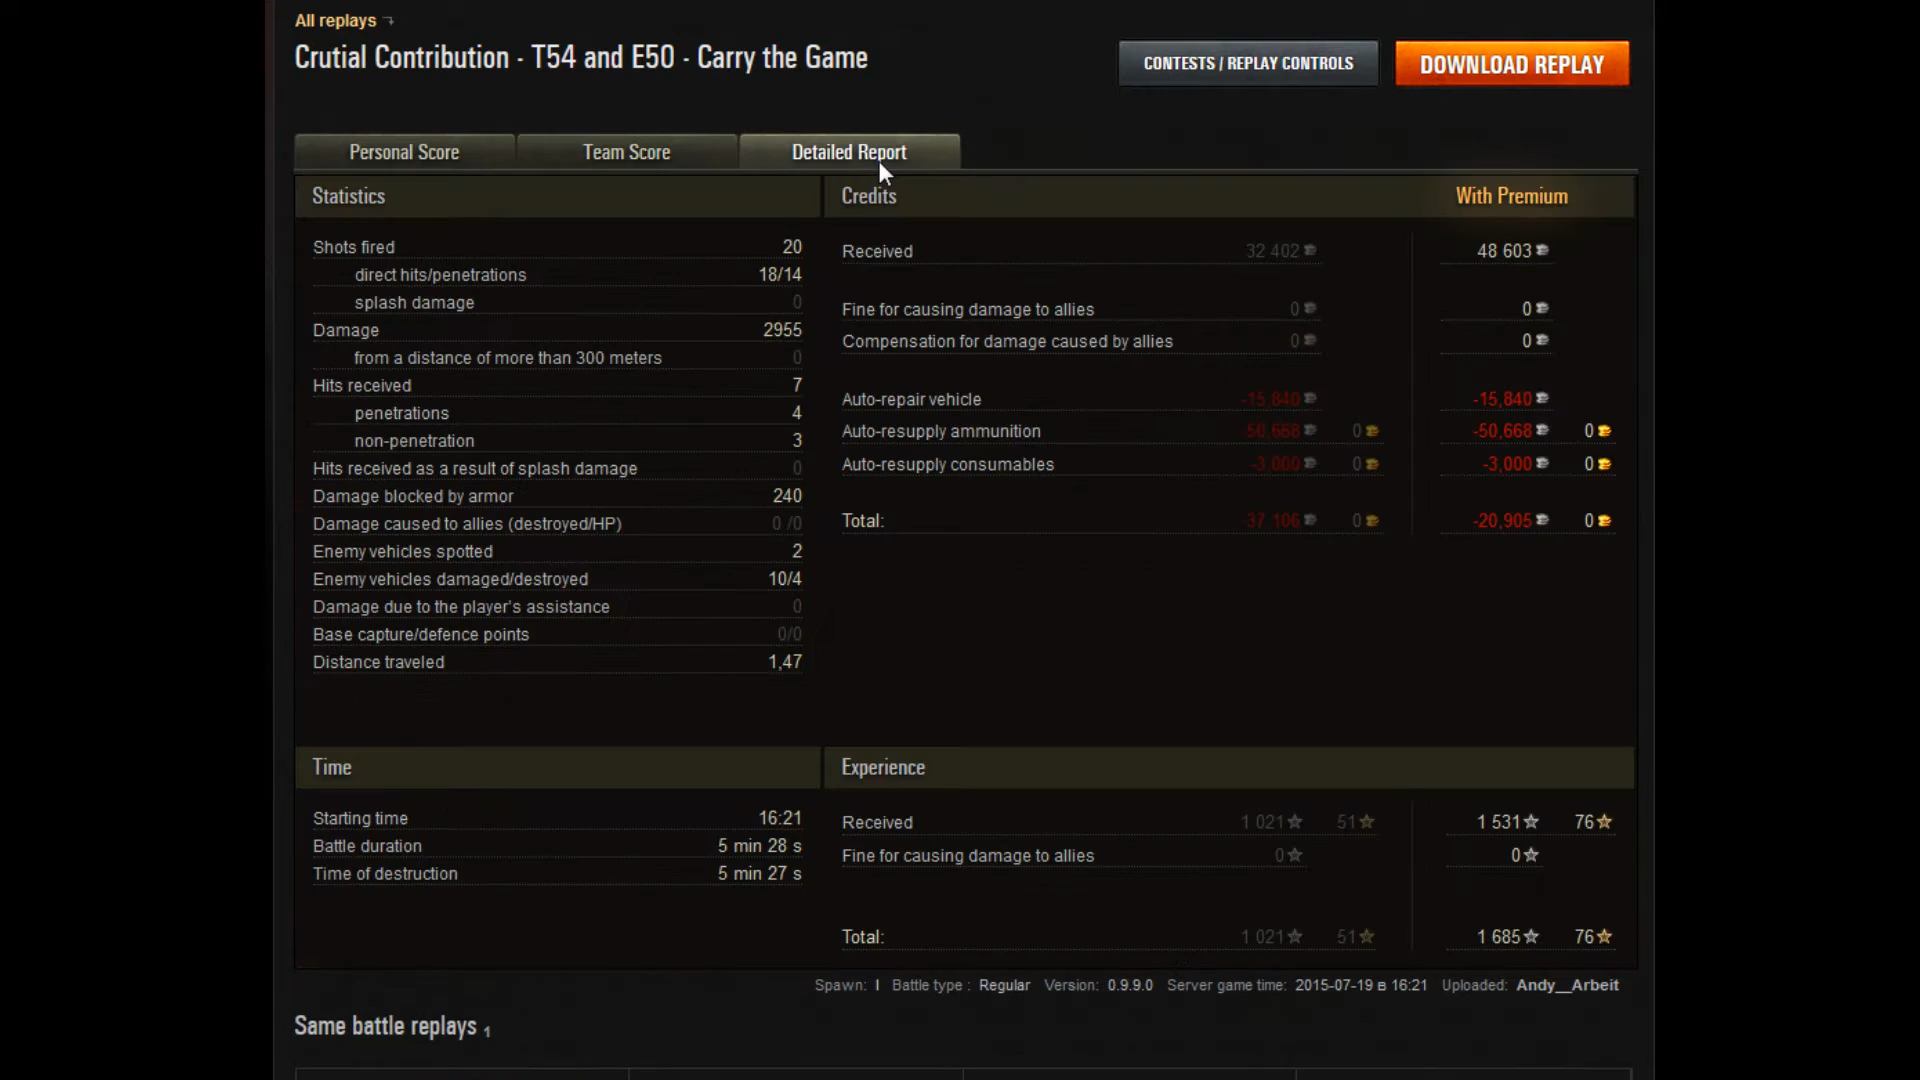 All replays
Crutial Contribution - T54 and E50 - Carry the Game
CONTESTS / REPLAY CONTROLS
DOWNLOAD REPLAY
Personal Score Team Score Detailed Report
Statistics
Shots fired 20
direct hits/penetrations 18/14
splash damage 0
Damage 2955
from a distance of more than 300 meters 0
Hits received 7
penetrations 4
non-penetration 3
Hits received as a result of splash damage 0
Damage blocked by armor 240
Damage caused to allies (destroyed/HP) 0 /0
Enemy vehicles spotted 2
Enemy vehicles damaged/destroyed 10/4
Damage due to the player's assistance 0
Base capture/defence points 0/0
Distance traveled 1,47
Credits With Premium
Received 32 402 48 603
Fine for causing damage to allies 0 0
Compensation for damage caused by allies 0 0
Auto-repair vehicle -15,840 -15,840
Auto-resupply ammunition -50,668 0 -50,668 0
Auto-resupply consumables -3,000 0 -3,000 0
Total: -37 106 0 -20,905 0
Time
Starting time 16:21
Battle duration 5 min 28 s
Time of destruction 5 min 27 s
Experience
Received 1 021 51 1 531 76
Fine for causing damage to allies 0 0
Total: 1 021 51 1 685 76
Spawn: I Battle type : Regular Version: 0.9.9.0 Server game time: 2015-07-19 в 16:21 Uploaded: Andy__Arbeit
Same battle replays 1